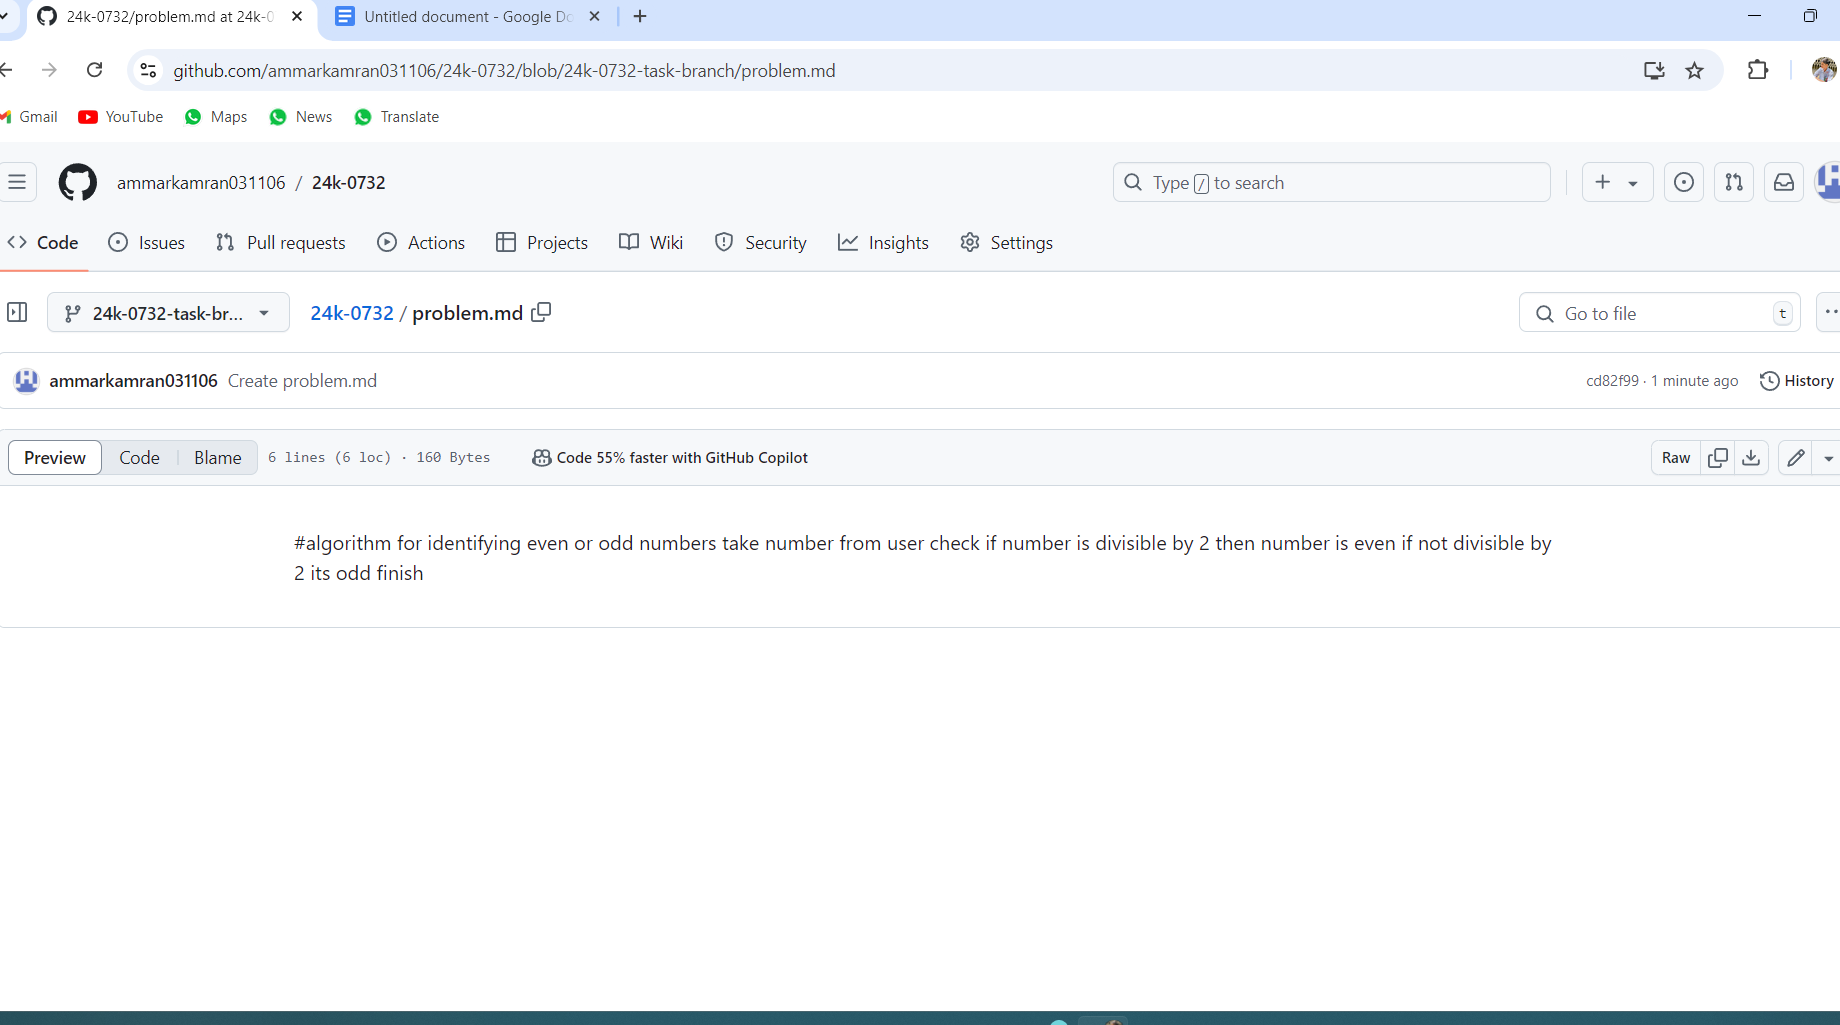 24k-0732/problem.md at 24k-0
Untitled document - Google Do
github.com/ammarkamran031106/24k-0732/blob/24k-0732-task-branch/problem.md
Gmail YouTube Maps News Translate
ammarkamran031106 / 24k-0732
Type / to search
Code Issues Pull requests Actions Projects Wiki Security Insights Settings
24k-0732-task-br... 24k-0732 / problem.md
Go to file t
ammarkamran031106 Create problem.md
cd82f99 · 1 minute ago History
Preview Code Blame 6 lines (6 loc) · 160 Bytes Code 55% faster with GitHub Copilot
Raw
#algorithm for identifying even or odd numbers take number from user check if number is divisible by 2 then number is even if not divisible by
2 its odd finish